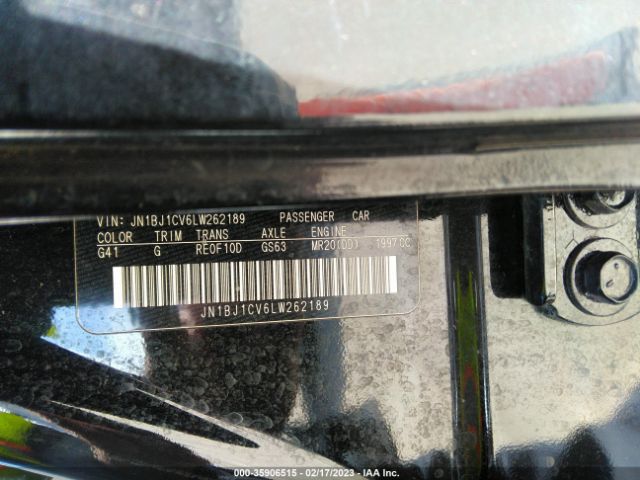 VIN: JN1BJ1CV6LW262189 PASSENGER CAR
COLOR TRIM TRANS AXLE ENGINE
G41 G RE0F10D GS63 MR20(DD) 1997CC
JN1BJ1CV6LW262189
000-35906515 - 02/17/2023 - IAA Inc.